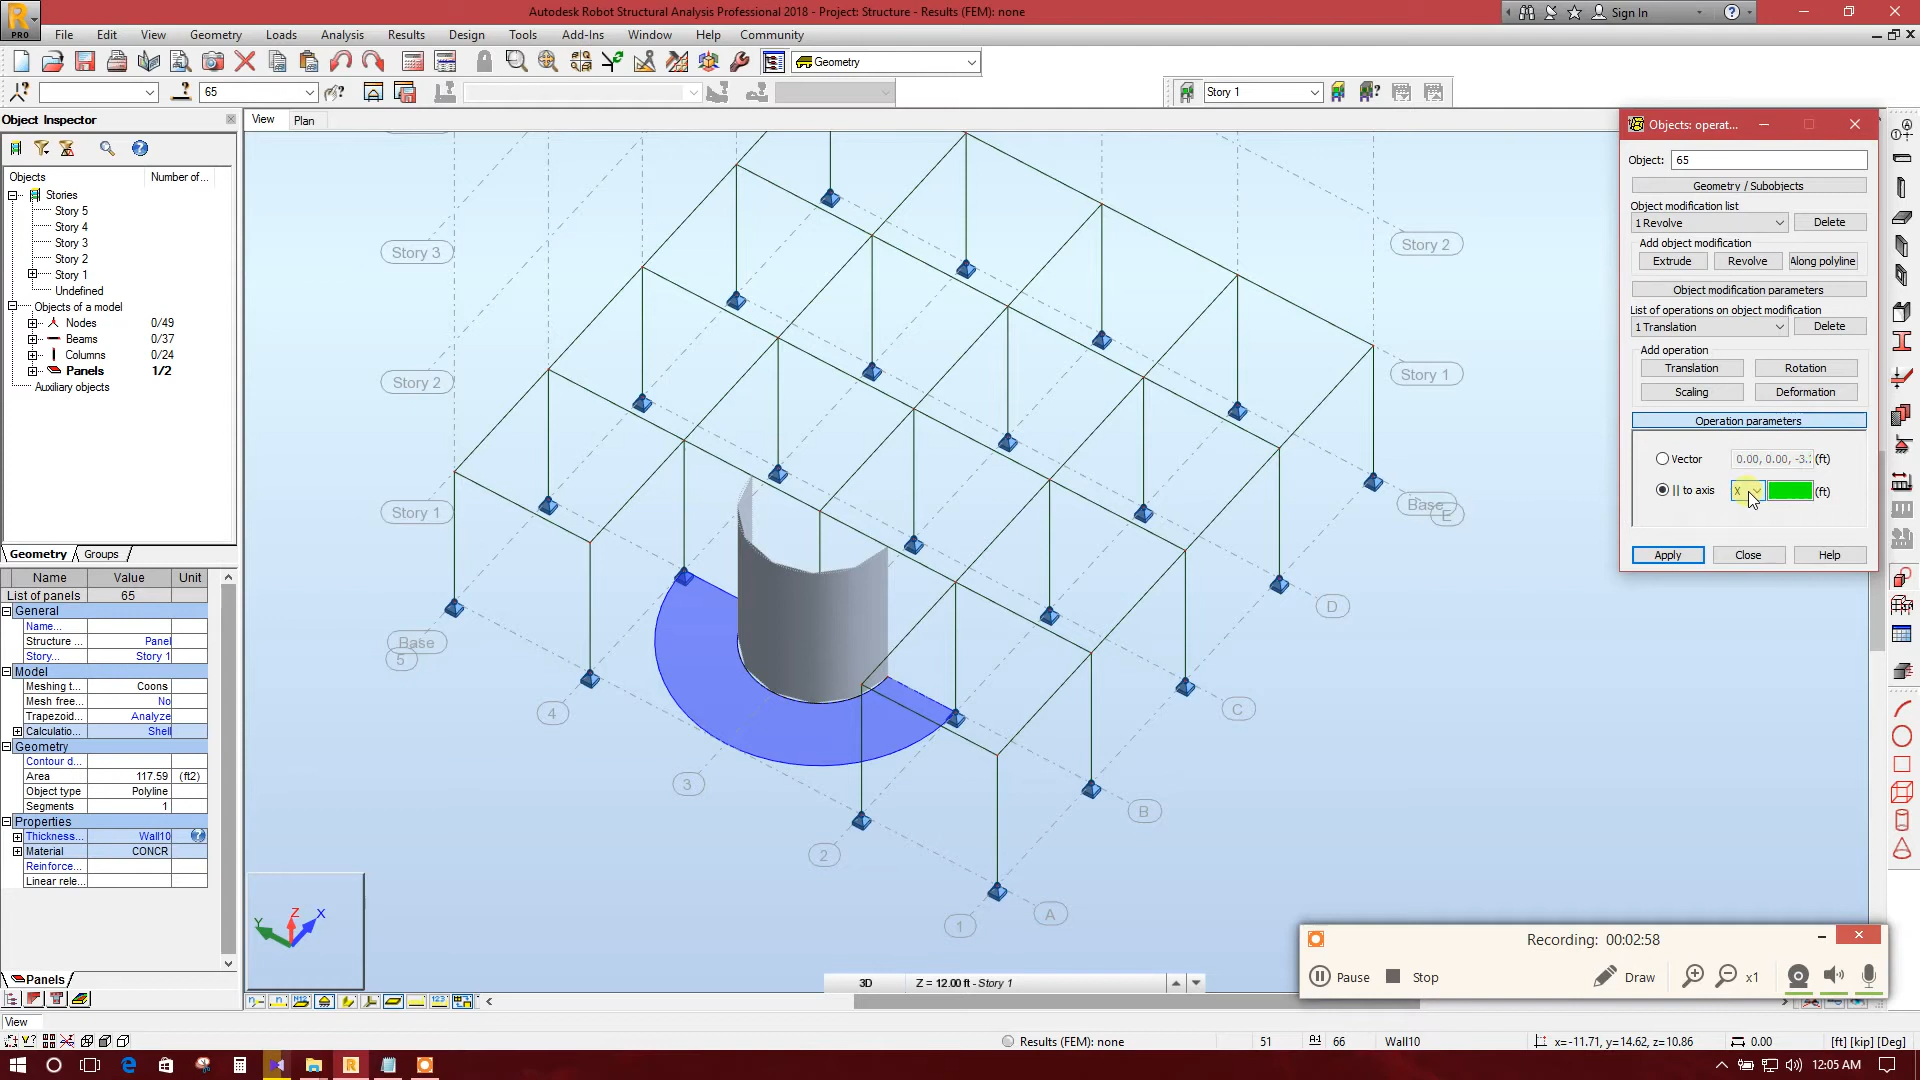 Autodesk Robot Structural Analysis Professional 2018 - Project: Structure - Results (FEM): none
Sign In
PRO
File Edit View Geometry Loads Analysis Results Design Tools Add-Ins Window Help Community
Geometry
65
Story 1
Object Inspector
View Plan
Objects Number of...
Stories
Story 5
Story 4
Story 3
Story 2
Story 1
Undefined
Objects of a model
Nodes 0/49
Beams 0/37
Columns 0/24
Panels 1/2
Auxiliary objects
Geometry Groups
Name Value Unit
List of panels 65
General
Name...
Structure ... Panel
Story... Story 1
Model
Meshing t... Coons
Mesh free... No
Trapezoid... Analyze
Calculatio... Shell
Geometry
Contour d...
Area 117.59 (ft2)
Object type Polyline
Segments 1
Properties
Thickness... Wall10
Material CONCR
Reinforce...
Linear rele...
Panels
View
Story 3
Story 2
Story 1
Base
5
4
3
2
1
A
B
C
D
E
Base
Story 1
Story 2
Z
X
Y
3D Z = 12.00 ft - Story 1
Objects: operat...
Object: 65
Geometry / Subobjects
Object modification list
1 Revolve Delete
Add object modification
Extrude Revolve Along polyline
Object modification parameters
List of operations on object modification
1 Translation Delete
Add operation
Translation Rotation
Scaling Deformation
Operation parameters
Vector 0.00, 0.00, -3. (ft)
|| to axis X (ft)
Apply Close Help
Recording: 00:02:58
Pause Stop Draw x1
Results (FEM): none 51 66 Wall10 x=-11.71, y=14.62, z=10.86 0.00 [ft] [kip] [Deg]
12:05 AM